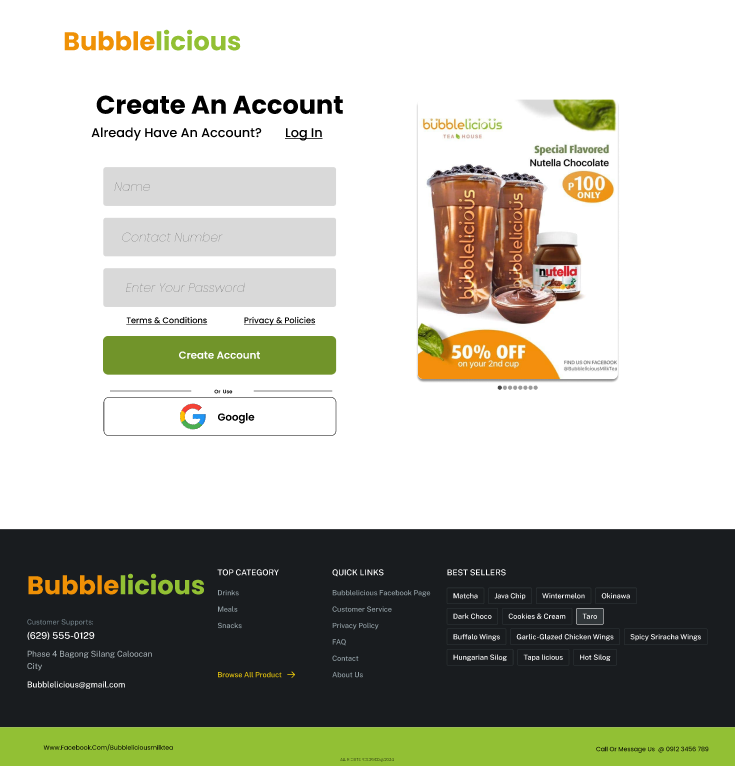 Bubblelicious
Create An Account
Already Have An Account? Log In
Name
Contact Number
Enter Your Password
Terms & Conditions Privacy & Policies
Create Account
Or Use
Google
bubblelicious
TEA HOUSE
Special Flavored
Nutella Chocolate
₱100
ONLY
bubblelicious
bubblelicious
nutella
50% OFF
on your 2nd cup
FIND US ON FACEBOOK
@BubbleliciousMilkTea
Bubblelicious
Customer Supports:
(629) 555-0129
Phase 4 Bagong Silang Caloocan
City
Bubblelicious@gmail.com
TOP CATEGORY
Drinks
Meals
Snacks
Browse All Product
QUICK LINKS
Bubblelicious Facebook Page
Customer Service
Privacy Policy
FAQ
Contact
About Us
BEST SELLERS
Matcha Java Chip Wintermelon Okinawa
Dark Choco Cookies & Cream Taro
Buffalo Wings Garlic-Glazed Chicken Wings Spicy Sriracha Wings
Hungarian Silog Tapa licious Hot Silog
Www.Facebook.Com/Bubbleliciousmilktea
Call Or Message Us @ 0912 3456 789